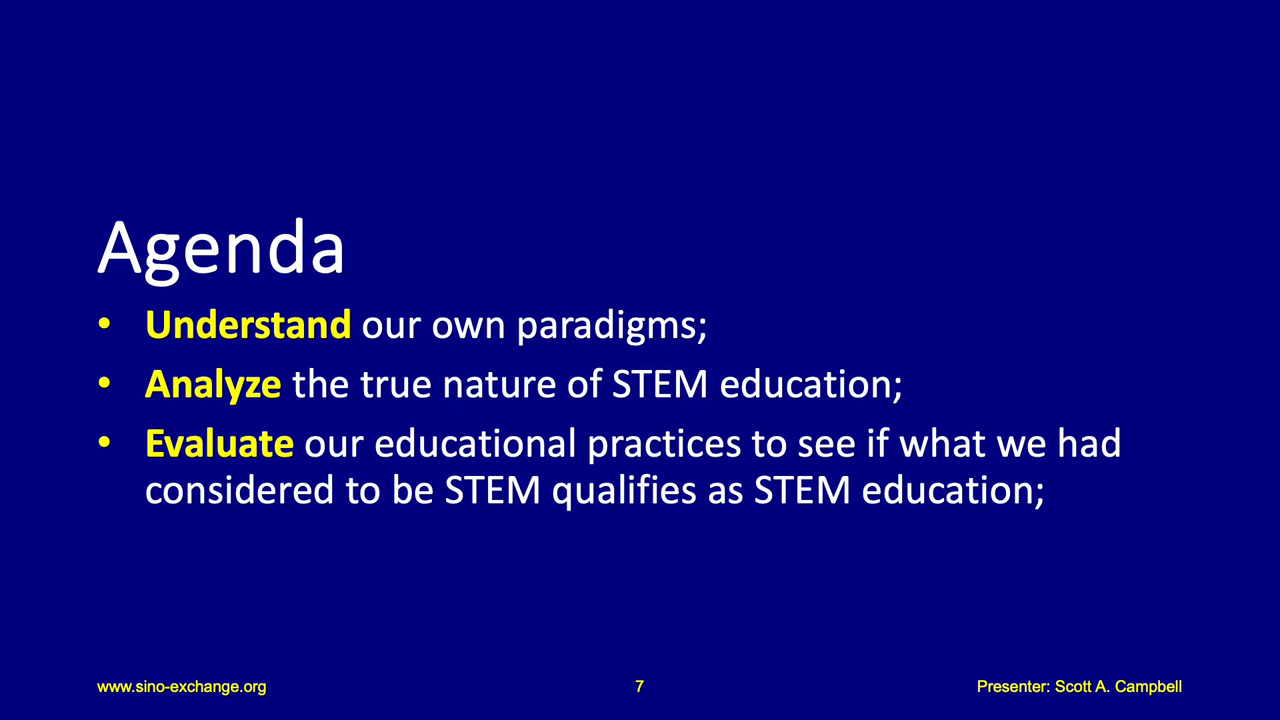 Agenda
• Understand our own paradigms;
• Analyze the true nature of STEM education;
• Evaluate our educational practices to see if what we had
considered to be STEM qualifies as STEM education;
www.sino-exchange.org
7
Presenter: Scott A. Campbell